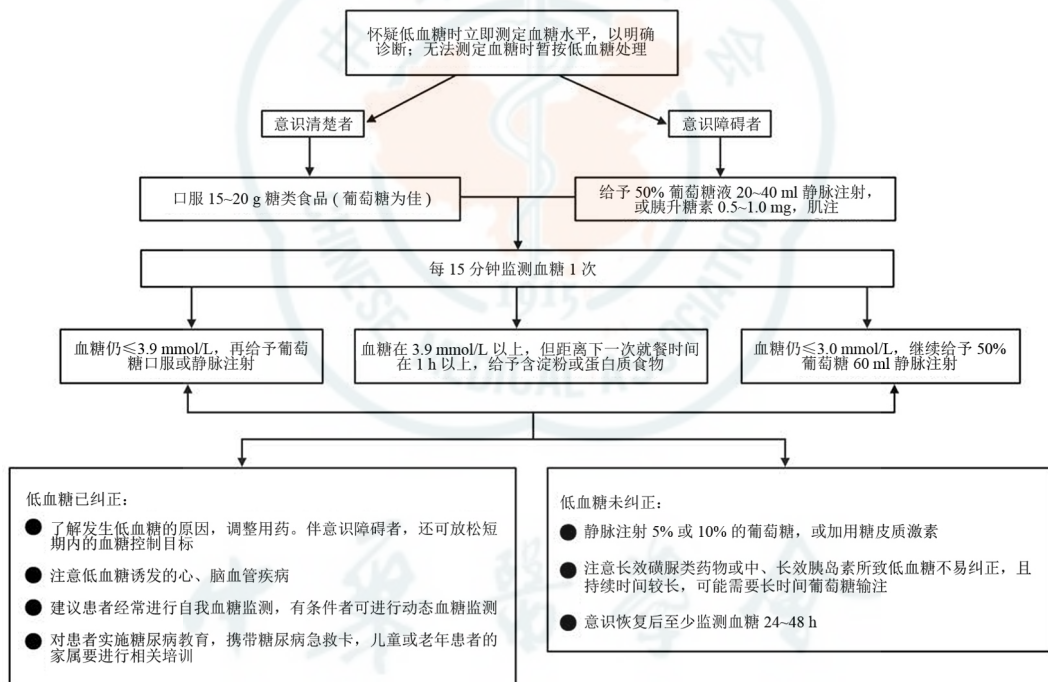 怀疑低血糖时立即测定血糖水平，以明确
诊断；无法测定血糖时暂按低血糖处理
意识清楚者
意识障碍者
口服 15~20 g 糖类食品 ( 葡萄糖为佳 )
给予 50% 葡萄糖液 20~40 ml 静脉注射，
或胰升糖素 0.5~1.0 mg，肌注
每 15 分钟监测血糖 1 次
血糖仍≤3.9 mmol/L，再给予葡萄
糖口服或静脉注射
血糖在 3.9 mmol/L 以上，但距离下一次就餐时间
在 1 h 以上，给予含淀粉或蛋白质食物
血糖仍≤3.0 mmol/L，继续给予 50%
葡萄糖 60 ml 静脉注射
低血糖已纠正：
● 了解发生低血糖的原因，调整用药。伴意识障碍者，还可放松短
期内的血糖控制目标
● 注意低血糖诱发的心、脑血管疾病
● 建议患者经常进行自我血糖监测，有条件者可进行动态血糖监测
● 对患者实施糖尿病教育，携带糖尿病急救卡，儿童或老年患者的
家属要进行相关培训
低血糖未纠正：
● 静脉注射 5% 或 10% 的葡萄糖，或加用糖皮质激素
● 注意长效磺脲类药物或中、长效胰岛素所致低血糖不易纠正，且
持续时间较长，可能需要长时间葡萄糖输注
● 意识恢复后至少监测血糖 24~48 h
CHINESE MEDICAL ASSOCIATION
1915